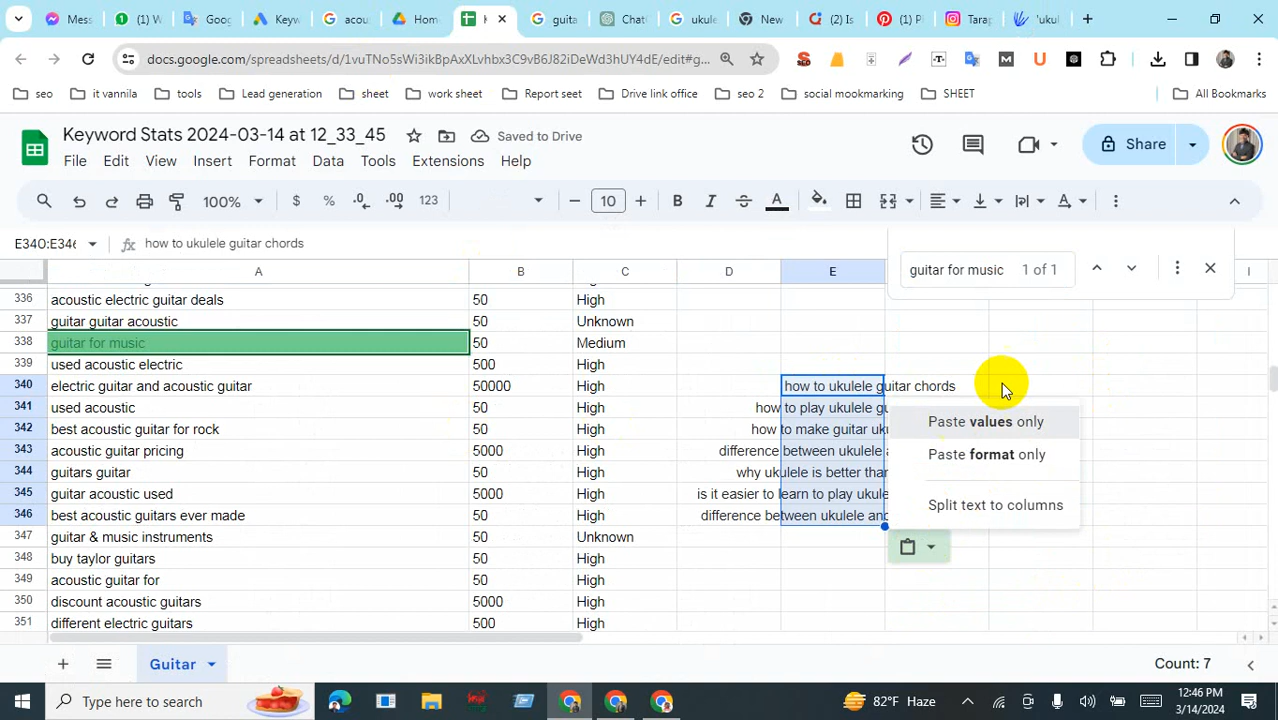 Mess
(1) W
Goo
Keyw
acou
Home
k
guita
Chat
ukule
New
(2) Is
(1) P
Tarap
'ukul
docs.google.com/spreadsheets/d/1vuTNo5sWi3ikBpAxXLvhbx3C9vB6J82iDeWd3hUY4dE/edit#g...
seo
it vannila
tools
Lead generation
sheet
work sheet
Report seet
Drive link office
seo 2
social mookmarking
SHEET
All Bookmarks
Keyword Stats 2024-03-14 at 12_33_45
Saved to Drive
File Edit View Insert Format Data Tools Extensions Help
Share
100% $ % .0 .00 123 10 B I S A
E340:E346
fx how to ukulele guitar chords
guitar for music 1 of 1
A B C D E I
336 acoustic electric guitar deals 50 High
337 guitar guitar acoustic 50 Unknown
338 guitar for music 50 Medium
339 used acoustic electric 500 High
340 electric guitar and acoustic guitar 50000 High how to ukulele guitar chords
341 used acoustic 50 High how to play ukulele gu
342 best acoustic guitar for rock 50 High how to make guitar uku
343 acoustic guitar pricing 5000 High difference between ukulele a
344 guitars guitar 50 High why ukulele is better than
345 guitar acoustic used 5000 High is it easier to learn to play ukule
346 best acoustic guitars ever made 50 High difference between ukulele and
347 guitar & music instruments 50 Unknown
348 buy taylor guitars 50 High
349 acoustic guitar for 50 High
350 discount acoustic guitars 5000 High
351 different electric guitars 500 High
Paste values only
Paste format only
Split text to columns
Guitar
Count: 7
Type here to search
82°F Haze
12:46 PM
3/14/2024